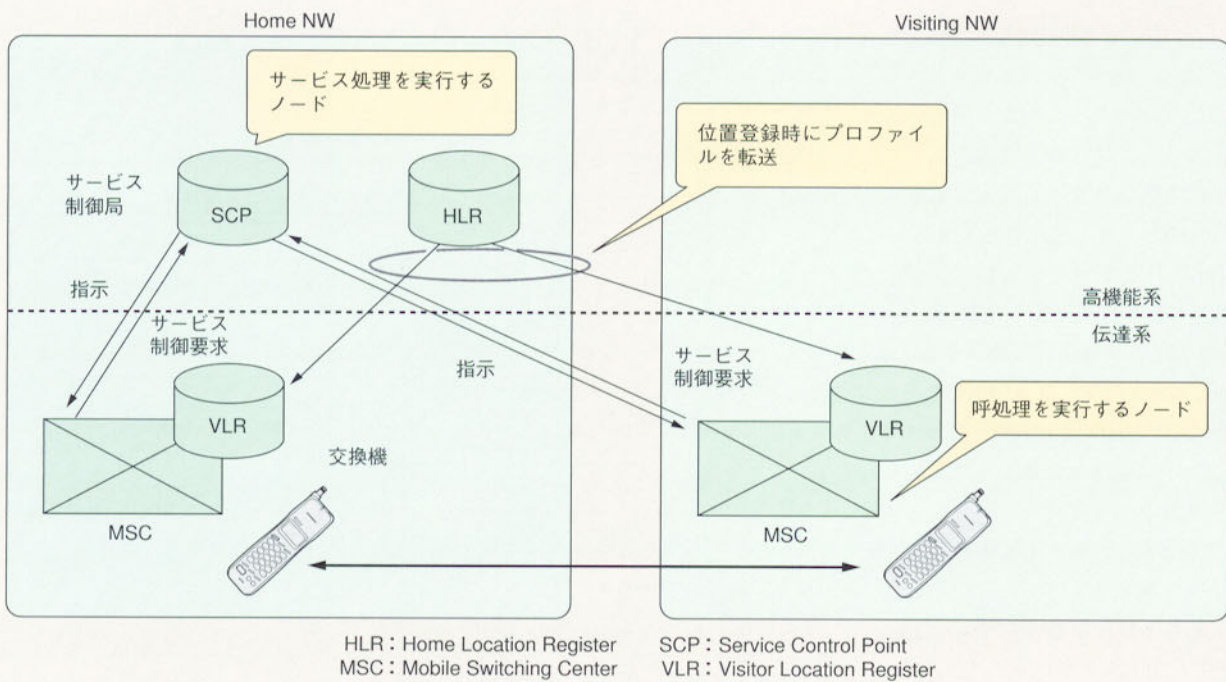 Home NW
Visiting NW
サービス処理を実行する
ノード
位置登録時にプロファイ
ルを転送
サービス
制御局
SCP
HLR
指示
高機能系
サービス
制御要求
伝達系
指示
サービス
制御要求
VLR
VLR
呼処理を実行するノード
交換機
MSC
MSC
HLR:Home Location Register
SCP:Service Control Point
MSC:Mobile Switching Center
VLR:Visitor Location Register